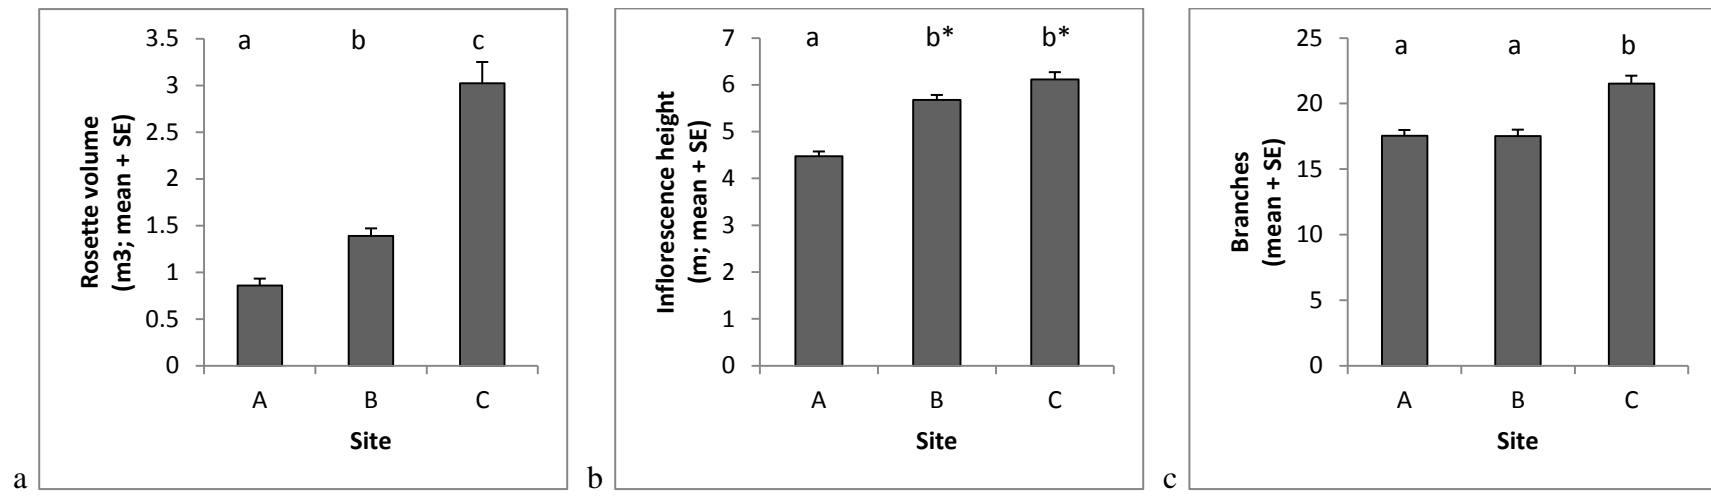 a
Rosette volume
(m3; mean + SE)
3.5
3
2.5
2
1.5
1
0.5
0
a b c
A B C
Site
b
Inflorescence height
(m; mean + SE)
7
6
5
4
3
2
1
0
a b* b*
A B C
Site
c
Branches
(mean + SE)
25
20
15
10
5
0
a a b
A B C
Site